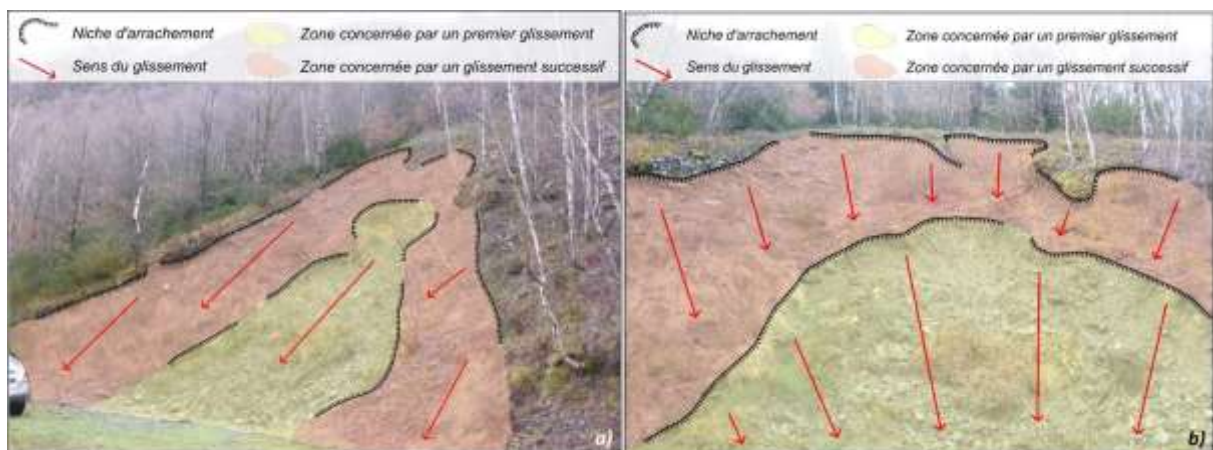 Niche d'arrachement
Zone concernée par un premier glissement
Sens du glissement
Zone concernée par un glissement successif
a)
Niche d'arrachement
Zone concernée par un premier glissement
Sens du glissement
Zone concernée par un glissement successif
b)